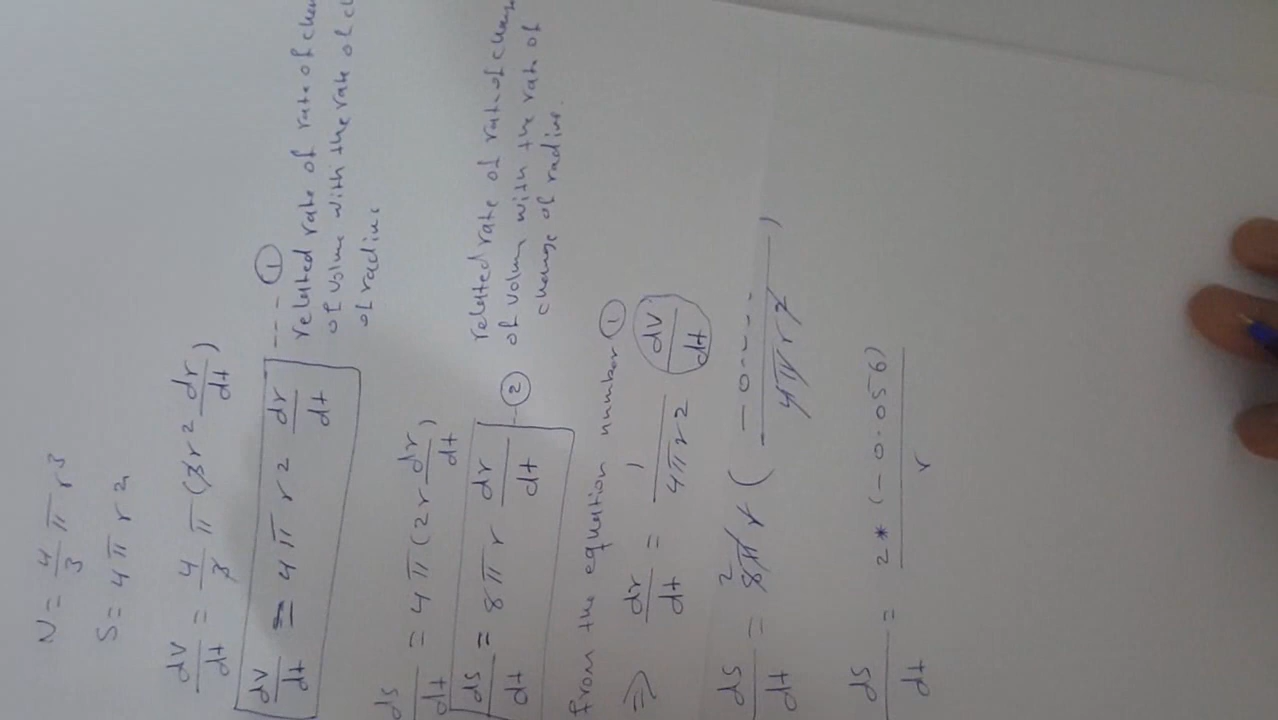 V = 4/3 π r³
S = 4 π r²
dV/dt = 4/3 π (3r² dr/dt)
dV/dt = 4 π r² dr/dt ---- ①
related rate of rate of
of volume with the rate of
of radius
dS/dt = 4 π (2r dr/dt)
dS/dt = 8 π r dr/dt -- ②
related rate of rate of change
of volum with the rate of
change of radius.
from the equation number ①
⇒ dr/dt = 1/4πr² dV/dt
dS/dt = 8πr ( /4πr² )
dS/dt = 2*(-0.056)/r